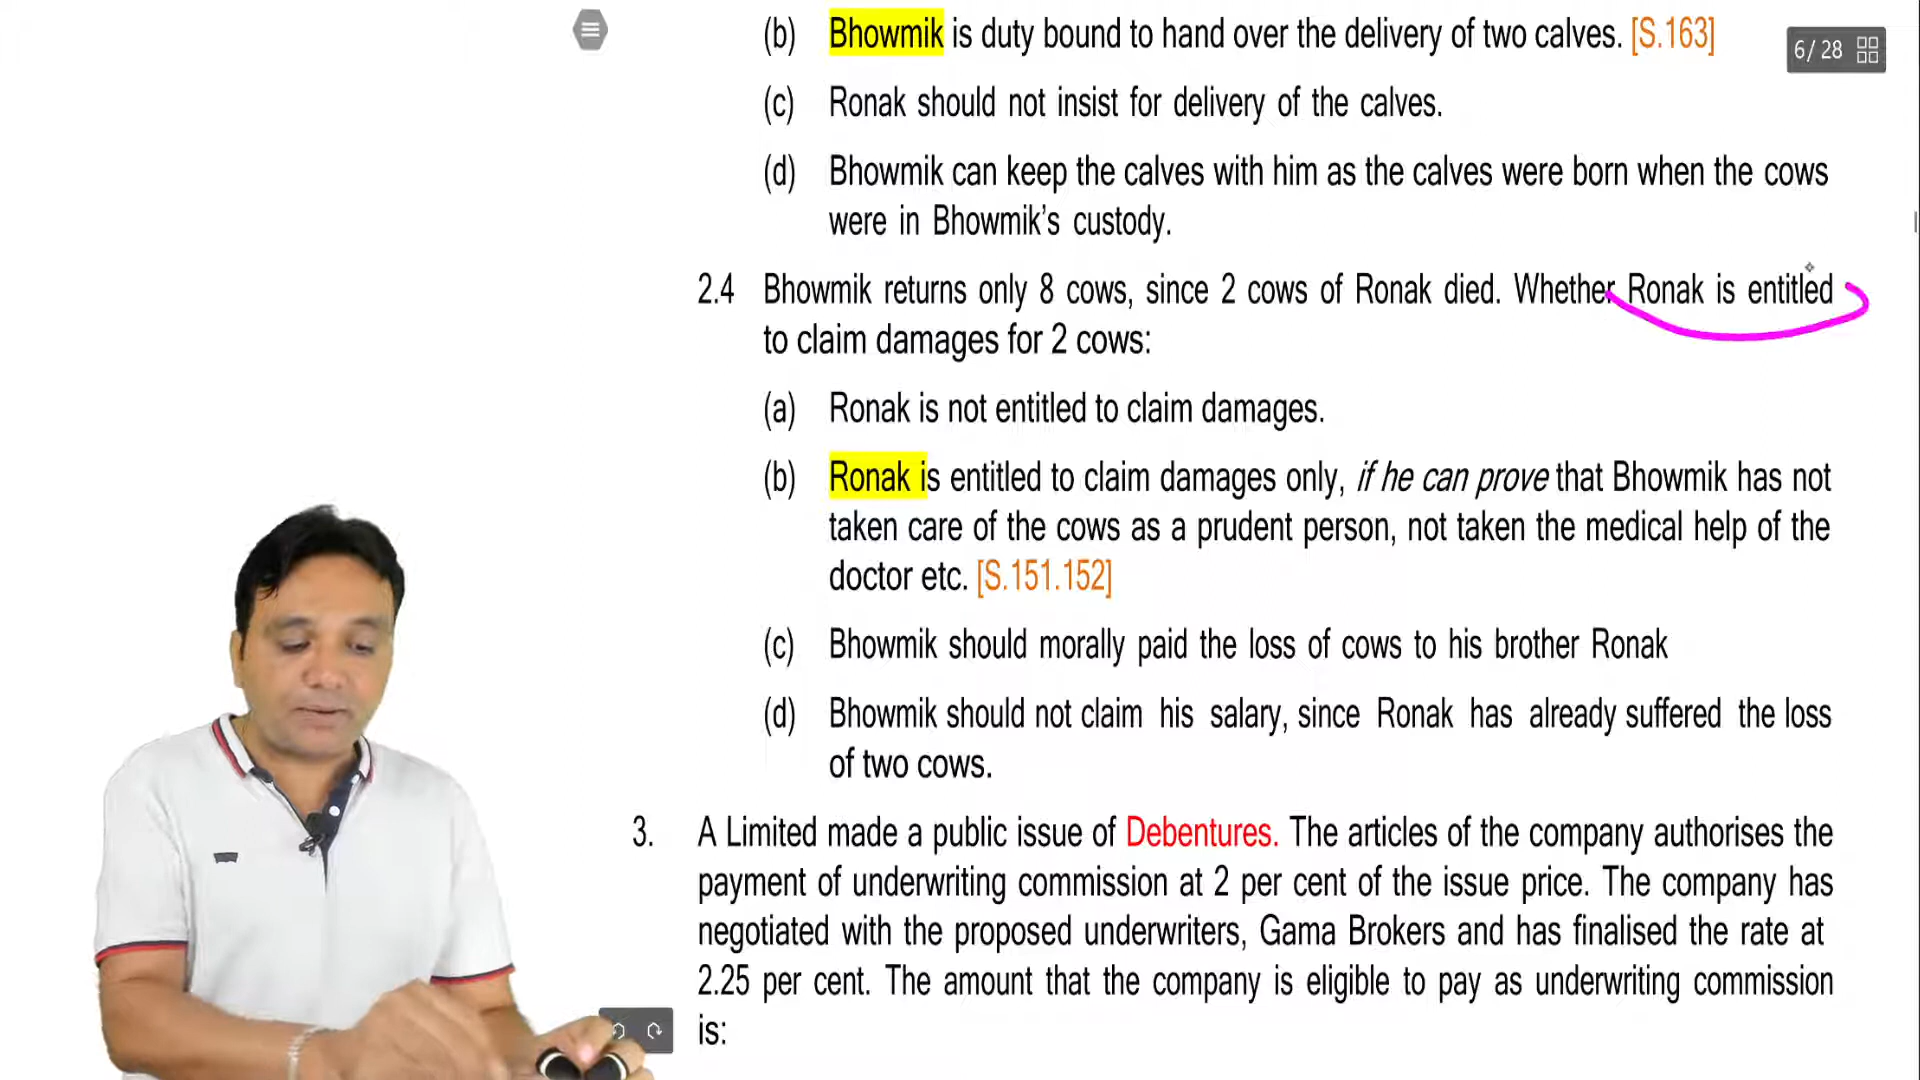 (b) Bhowmik is duty bound to hand over the delivery of two calves. [S.163]
6/ 28
(c) Ronak should not insist for delivery of the calves.
(d) Bhowmik can keep the calves with him as the calves were born when the cows
were in Bhowmik’s custody.
2.4 Bhowmik returns only 8 cows, since 2 cows of Ronak died. Whether Ronak is entitled
to claim damages for 2 cows:
(a) Ronak is not entitled to claim damages.
(b) Ronak is entitled to claim damages only, if he can prove that Bhowmik has not
taken care of the cows as a prudent person, not taken the medical help of the
doctor etc. [S.151.152]
(c) Bhowmik should morally paid the loss of cows to his brother Ronak
(d) Bhowmik should not claim his salary, since Ronak has already suffered the loss
of two cows.
3. A Limited made a public issue of Debentures. The articles of the company authorises the
payment of underwriting commission at 2 per cent of the issue price. The company has
negotiated with the proposed underwriters, Gama Brokers and has finalised the rate at
2.25 per cent. The amount that the company is eligible to pay as underwriting commission
is: